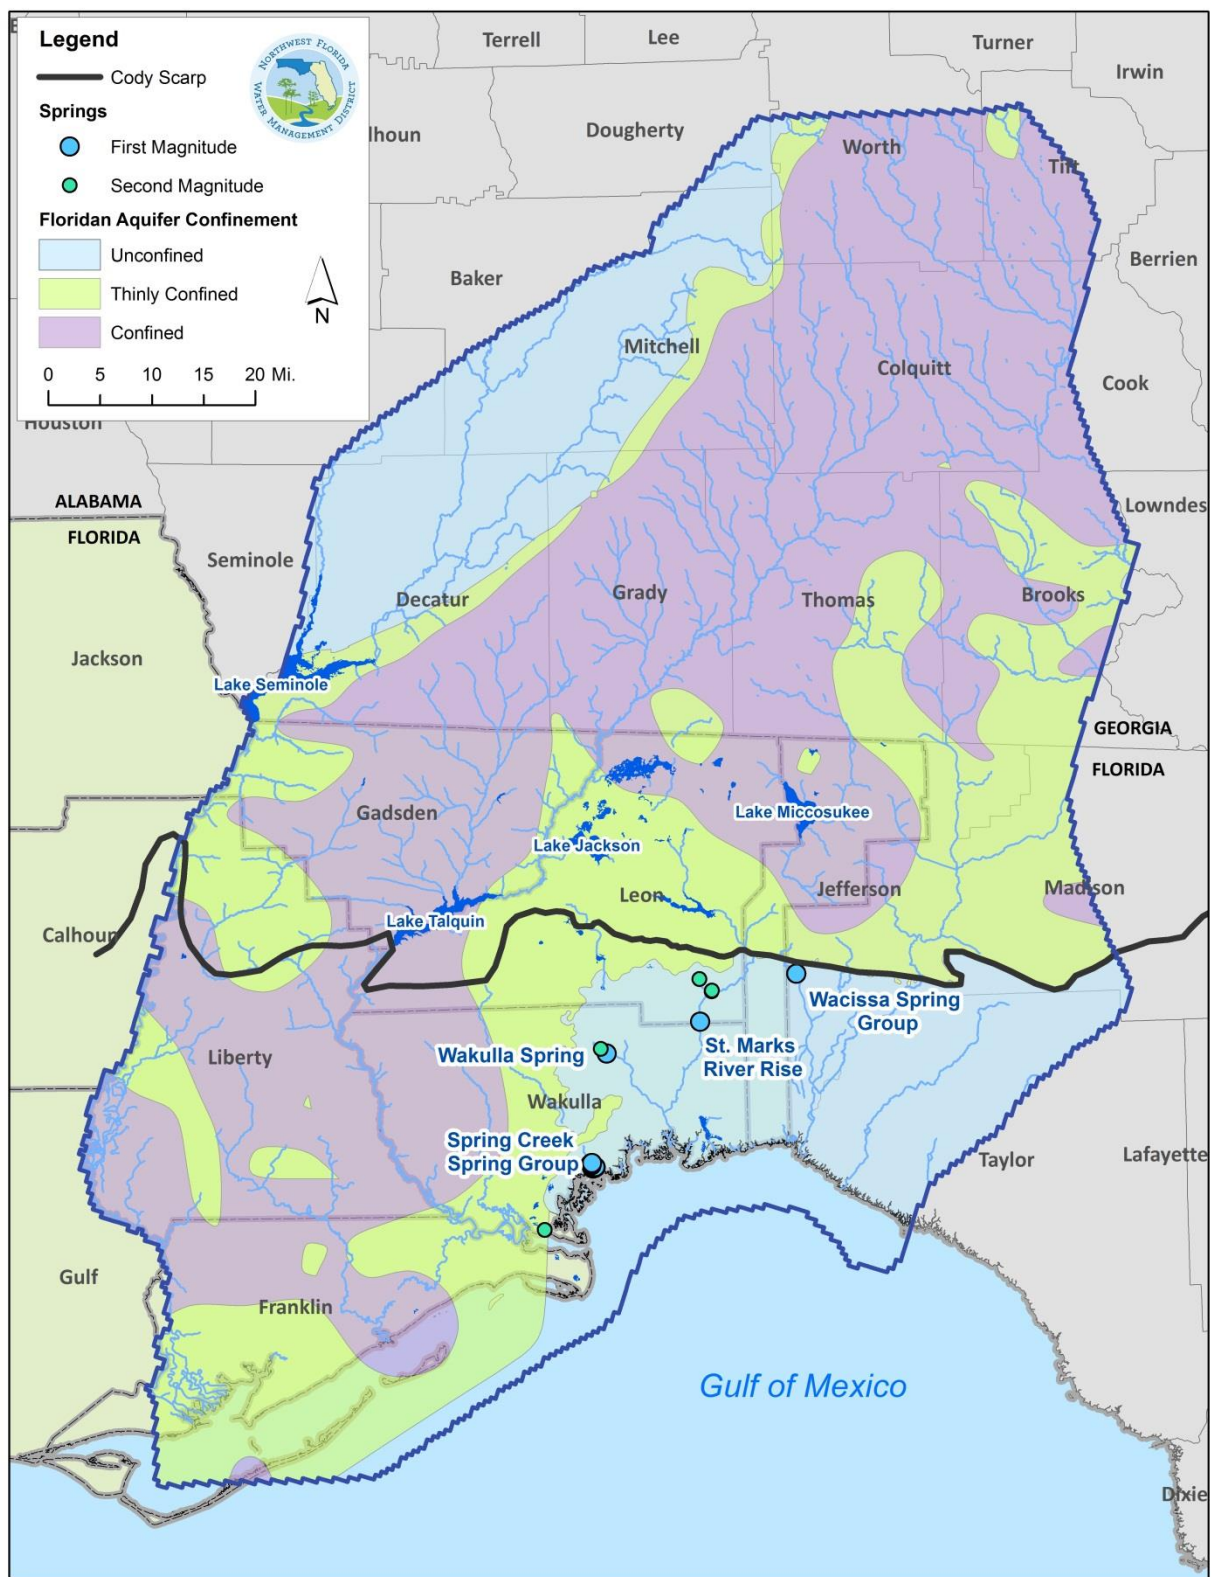 Legend
Cody Scarp
Springs
First Magnitude
Second Magnitude
Floridan Aquifer Confinement
Unconfined
Thinly Confined
Confined
N
0 5 10 15 20 Mi.
NORTHWEST FLORIDA
WATER MANAGEMENT DISTRICT
Terrell
Lee
Turner
Irwin
lhoun
Dougherty
Worth
Tift
Baker
Berrien
Mitchell
Colquitt
Cook
Houston
ALABAMA
FLORIDA
Lowndes
Seminole
Decatur
Grady
Thomas
Brooks
Jackson
Lake Seminole
GEORGIA
FLORIDA
Gadsden
Lake Miccosukee
Lake Jackson
Leon
Jefferson
Madison
Lake Talquin
Calhoun
Wacissa Spring
Group
St. Marks
River Rise
Wakulla Spring
Liberty
Wakulla
Spring Creek
Spring Group
Taylor
Lafayette
Gulf
Franklin
Gulf of Mexico
Dixie